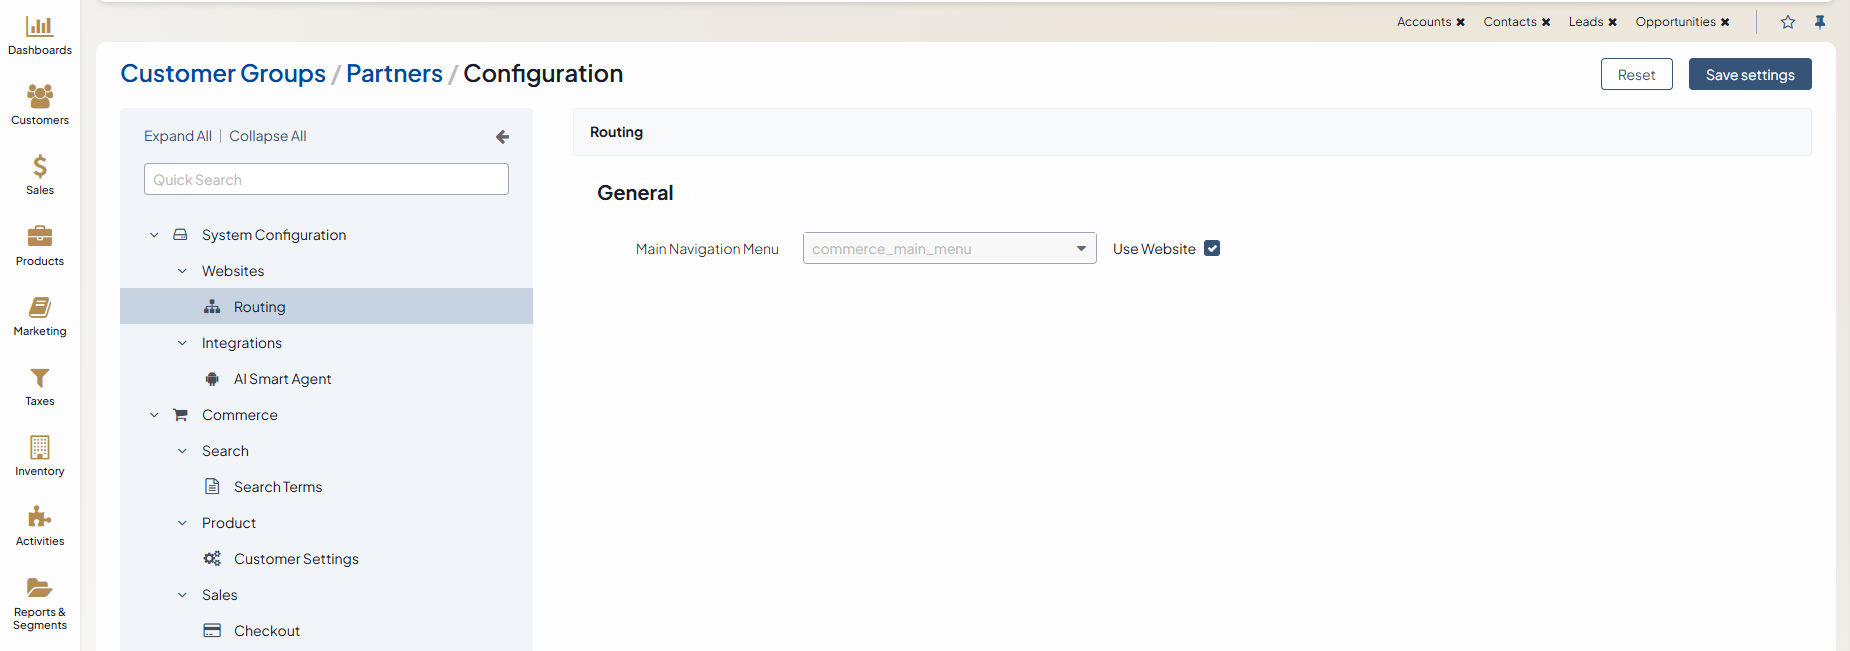 Dashboards
Customers
Sales
Products
Marketing
Taxes
Inventory
Activities
Reports &
Segments
Accounts ✖ Contacts ✖ Leads ✖ Opportunities ✖
Customer Groups / Partners / Configuration
Reset
Save settings
Expand All | Collapse All
Quick Search
System Configuration
Websites
Routing
Integrations
AI Smart Agent
Commerce
Search
Search Terms
Product
Customer Settings
Sales
Checkout
Routing
General
Main Navigation Menu commerce_main_menu Use Website